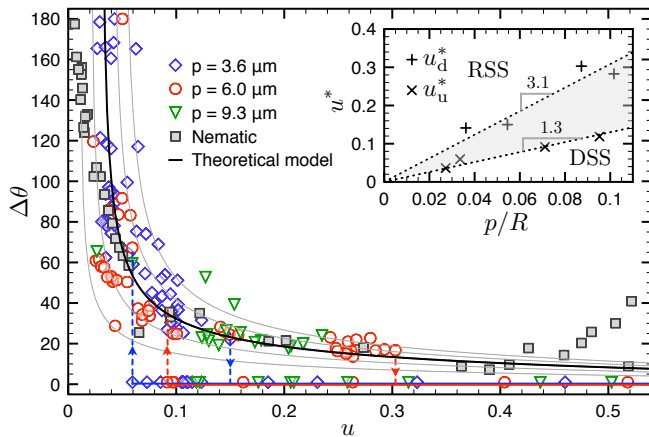 180
160
140
120
100
80
60
40
20
0
Δθ
0
0.1
0.2
0.3
0.4
0.5
u
p = 3.6 µm
p = 6.0 µm
p = 9.3 µm
Nematic
Theoretical model
0.4
0.3
0.2
0.1
0
u*
0
0.02
0.04
0.06
0.08
0.1
p/R
u*d
u*u
RSS
3.1
1.3
DSS